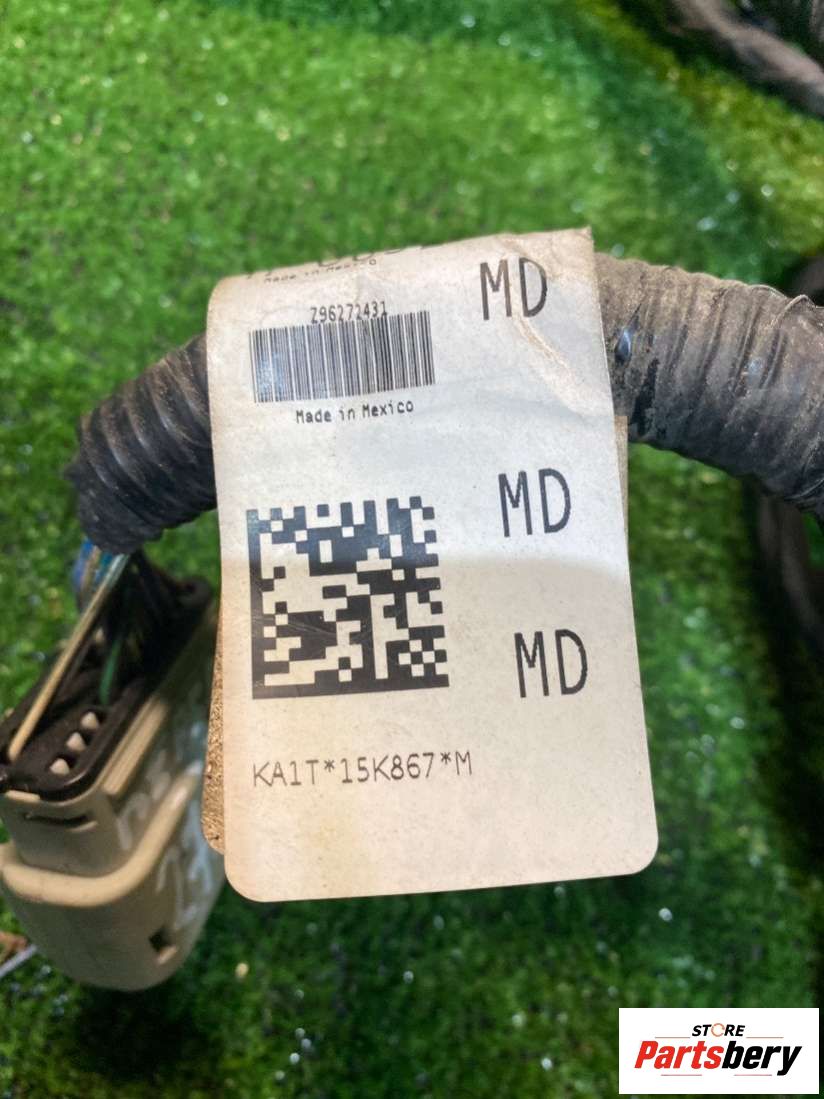 Made in Mexico
MD
Z96272431
Made in Mexico
MD
MD
KA1T*15K867*M
STORE
Partsbery